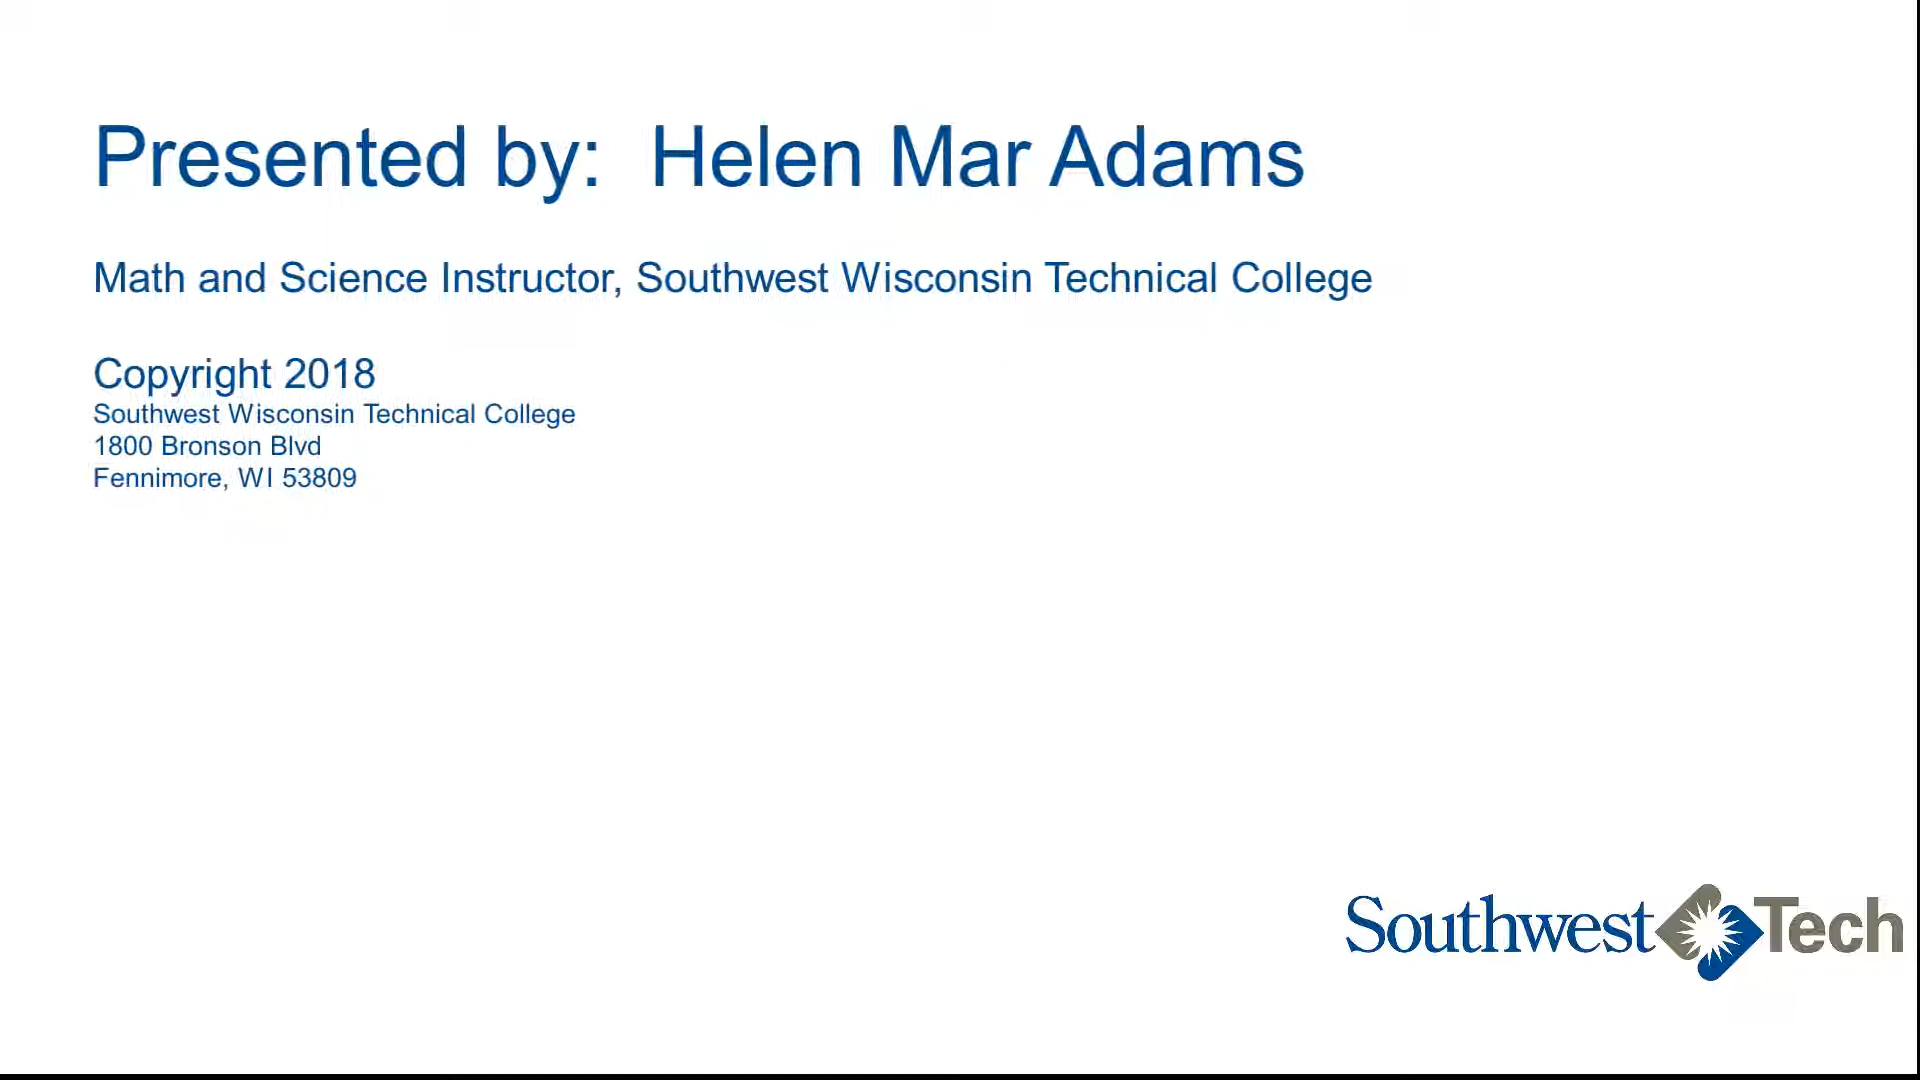 Presented by:  Helen Mar Adams
Math and Science Instructor, Southwest Wisconsin Technical College
Copyright 2018
Southwest Wisconsin Technical College
1800 Bronson Blvd
Fennimore, WI 53809
Southwest Tech